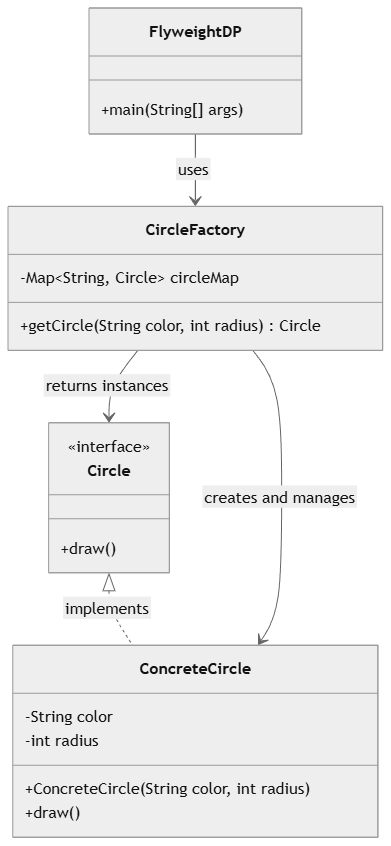 FlyweightDP
+main(String[] args)
uses
CircleFactory
-Map<String, Circle> circleMap
+getCircle(String color, int radius) : Circle
returns instances
creates and manages
«interface»
Circle
+draw()
implements
ConcreteCircle
-String color
-int radius
+ConcreteCircle(String color, int radius)
+draw()